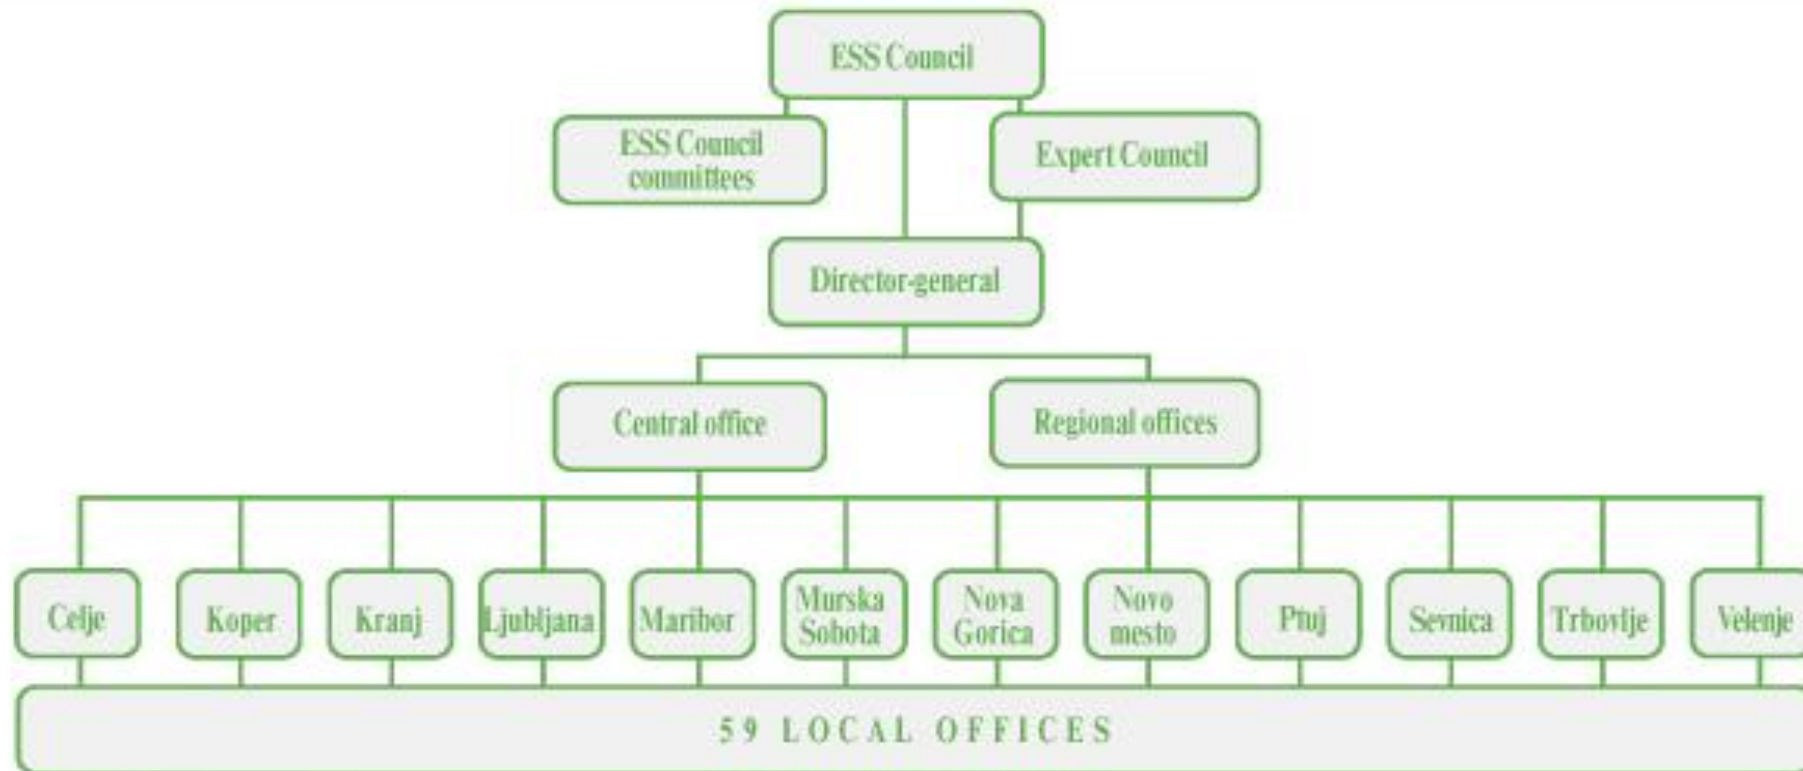 ESS Council
ESS Council
committees
Expert Council
Director-general
Central office
Regional offices
Celje
Koper
Kranj
Ljubljana
Maribor
Murska
Sobota
Nova
Gorica
Novo
mesto
Ptuj
Sevnica
Trbovlje
Velenje
59 LOCAL OFFICES